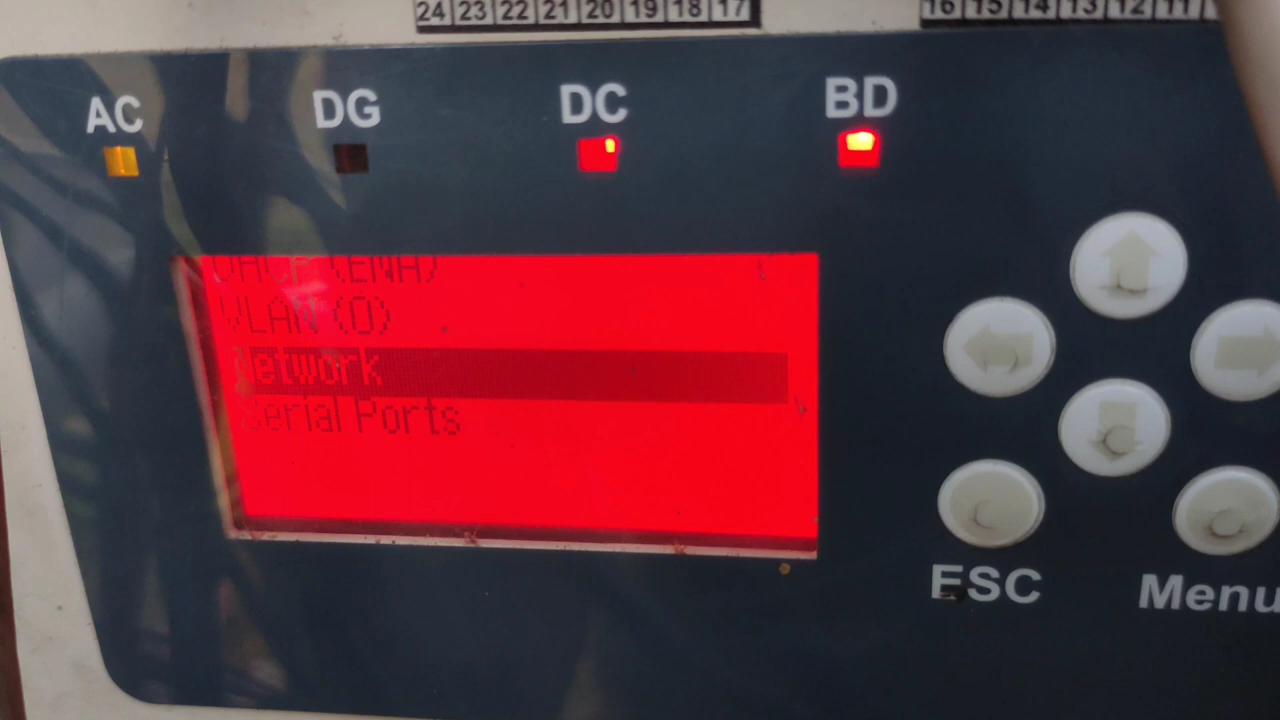 24 23 22 21 20 19 18 17
16 15 14 13 12 11
AC DG DC BD
(ENA)
VLAN (0)
Network
Serial Ports
ESC
Menu